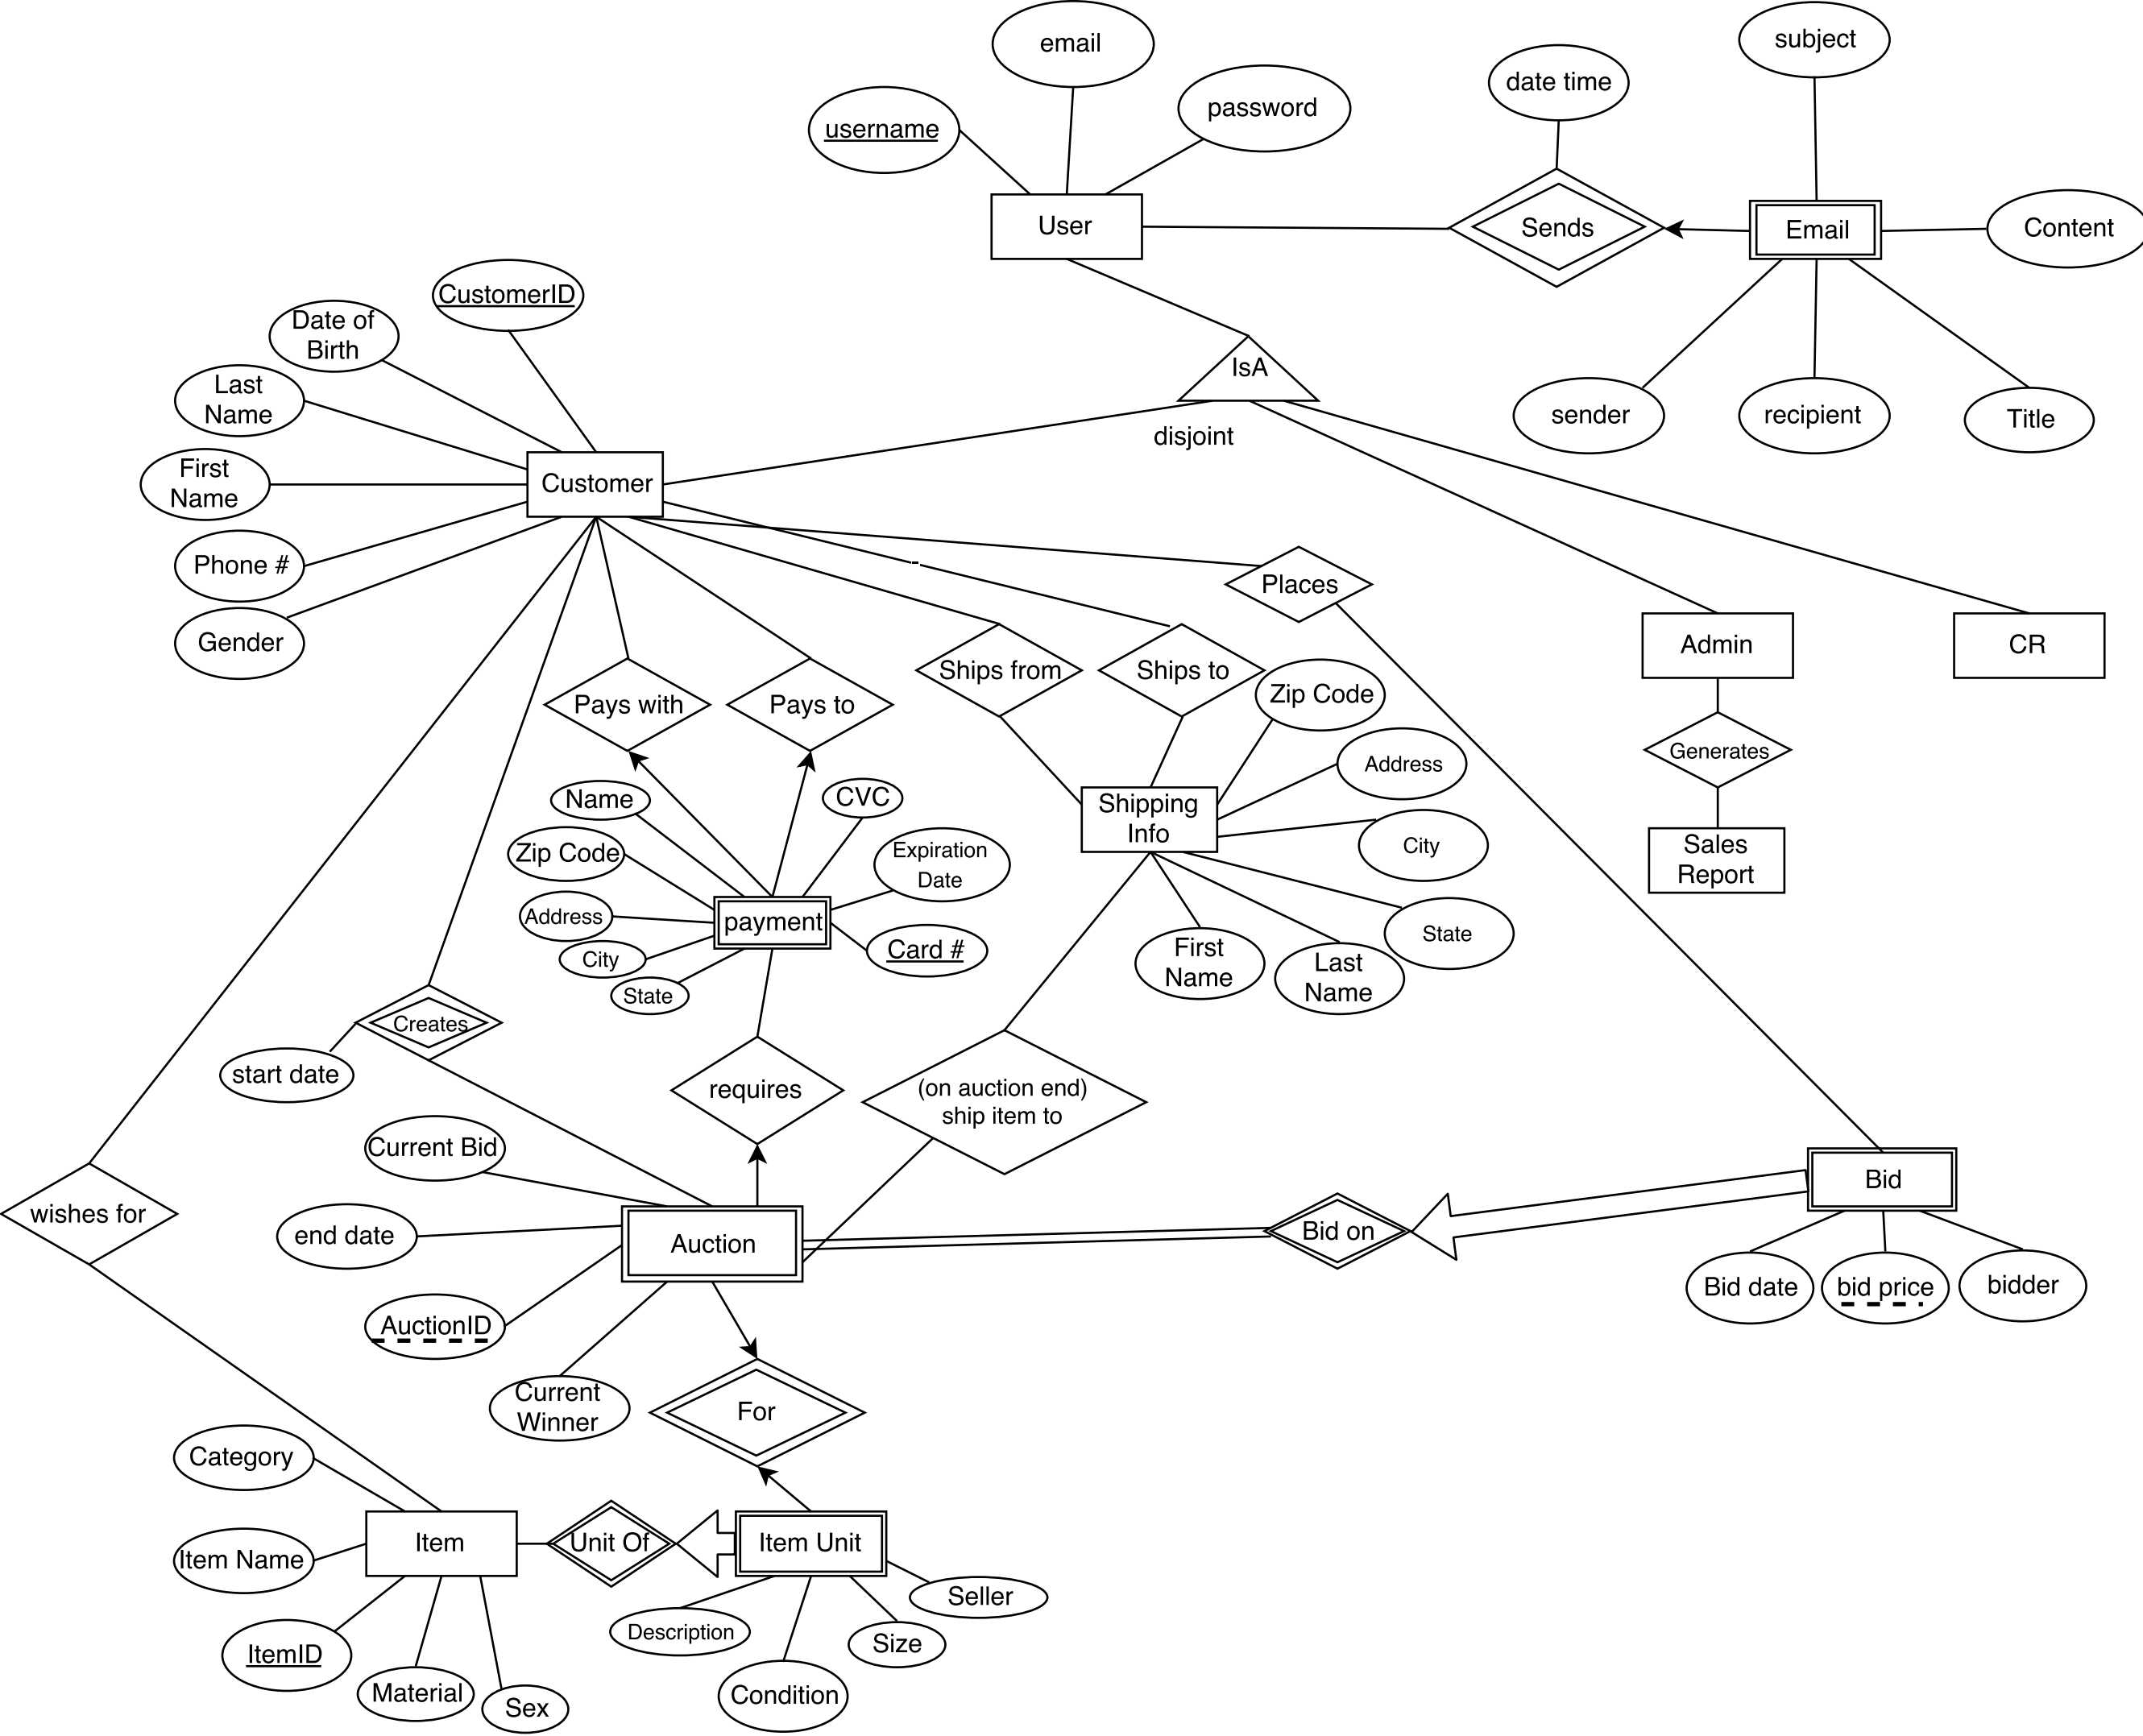 email
subject
date time
username
password
User
Sends
Email
Content
CustomerID
Date of
Birth
Last
Name
IsA
sender
recipient
Title
disjoint
First
Name
Customer
Phone #
-
Places
Gender
Admin
CR
Pays with
Pays to
Ships from
Ships to
Zip Code
Generates
Address
Name
CVC
Shipping
Info
City
Sales
Report
Zip Code
Expiration
Date
Address
payment
Card #
State
City
State
First
Name
Last
Name
Creates
start date
requires
(on auction end)
ship item to
Current Bid
wishes for
end date
Auction
Bid on
Bid
Bid date
bid price
bidder
AuctionID
Current
Winner
For
Category
Item
Unit Of
Item Unit
Item Name
Seller
Description
Size
ItemID
Material
Sex
Condition